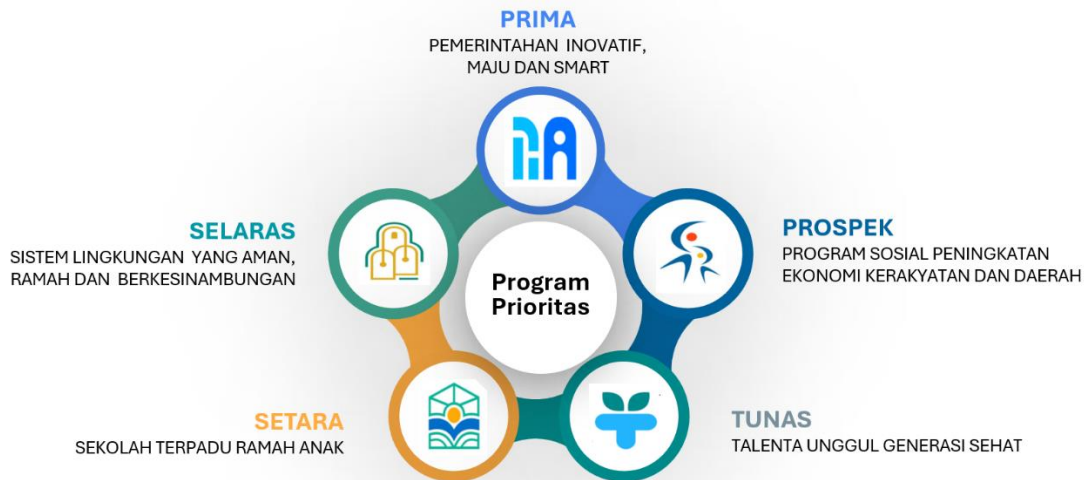 PRIMA
PEMERINTAHAN INOVATIF,
MAJU DAN SMART
SELARAS
SISTEM LINGKUNGAN YANG AMAN,
RAMAH DAN BERKESINAMBUNGAN
PROSPEK
PROGRAM SOSIAL PENINGKATAN
EKONOMI KERAKYATAN DAN DAERAH
Program
Prioritas
SETARA
SEKOLAH TERPADU RAMAH ANAK
TUNAS
TALENTA UNGGUL GENERASI SEHAT